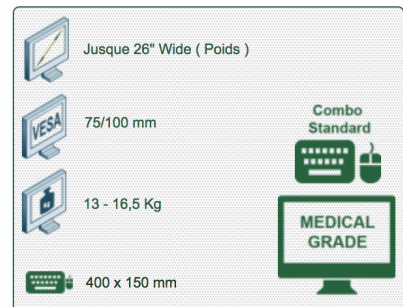 Jusque 26" Wide ( Poids )
VESA
75/100 mm
KG
13 - 16,5 Kg
400 x 150 mm
Combo
Standard
MEDICAL
GRADE